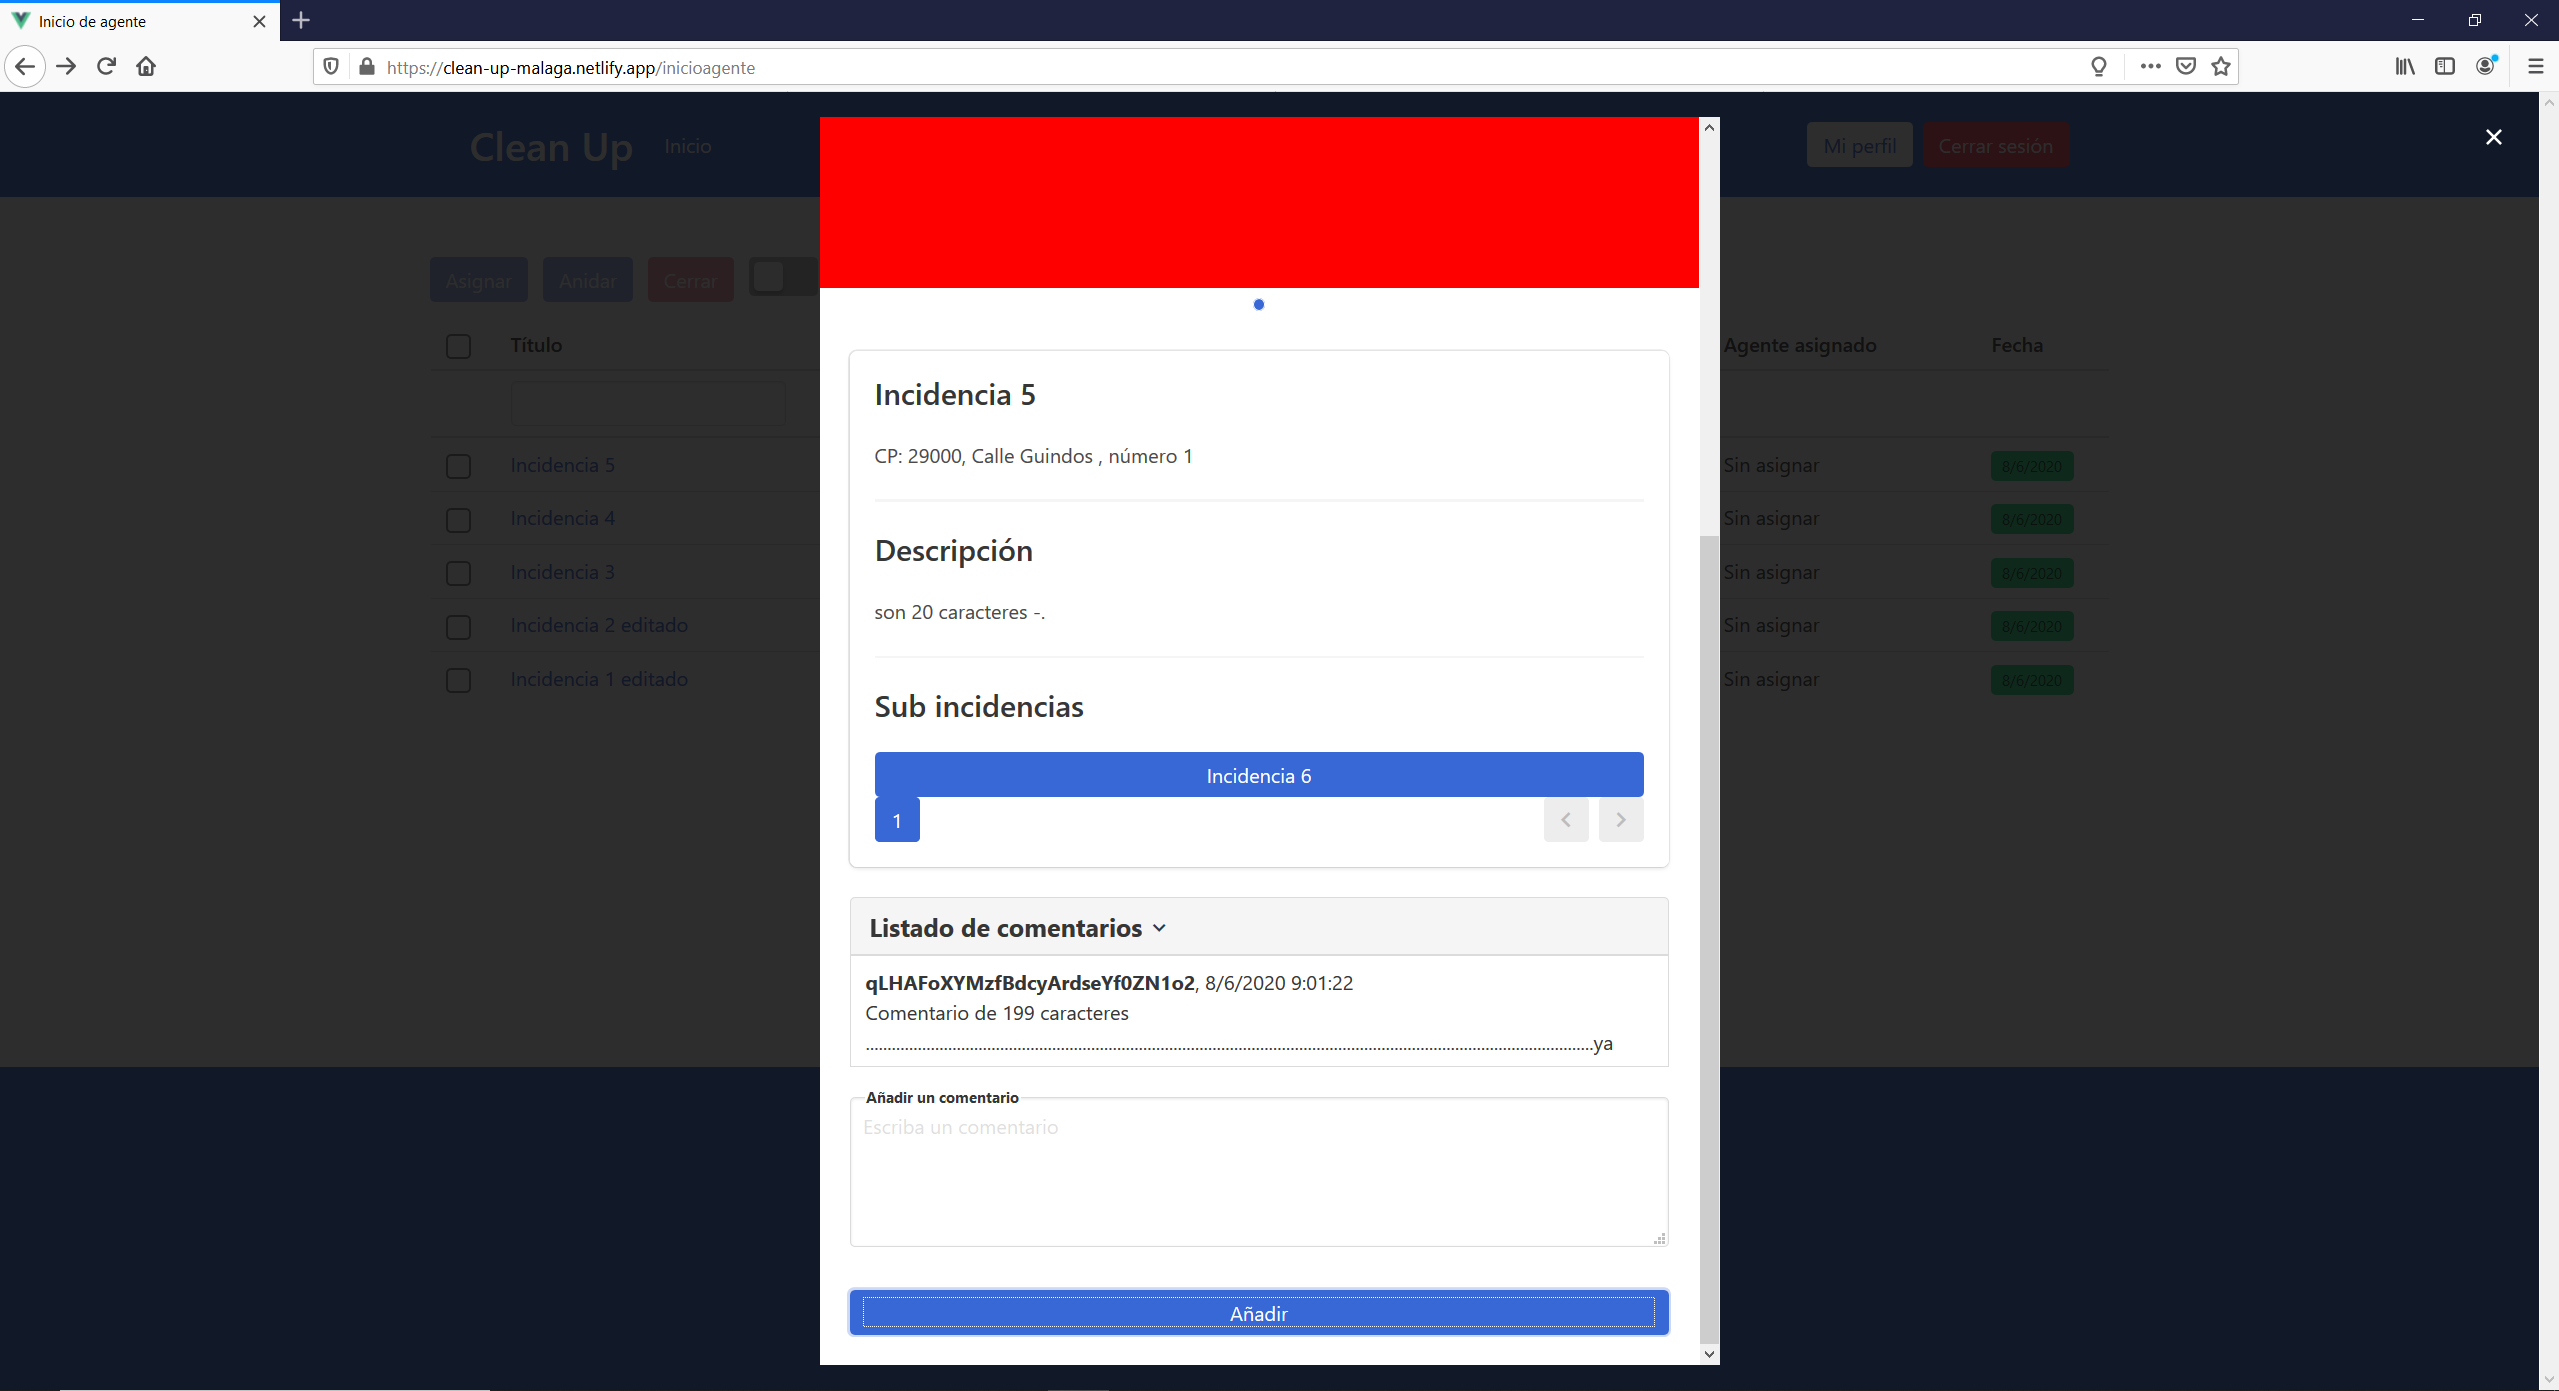 Inicio de agente
https://clean-up-malaga.netlify.app/inicioagente
Clean Up
Inicio
Mi perfil
Cerrar sesión
Asignar
Anidar
Cerrar
Título
Agente asignado
Fecha
Incidencia 5
Sin asignar
8/6/2020
Incidencia 4
Sin asignar
8/6/2020
Incidencia 3
Sin asignar
8/6/2020
Incidencia 2 editado
Sin asignar
8/6/2020
Incidencia 1 editado
Sin asignar
8/6/2020
Incidencia 5
CP: 29000, Calle Guindos , número 1
Descripción
son 20 caracteres -.
Sub incidencias
Incidencia 6
1
Listado de comentarios
qLHAFoXYMzfBdcyArdseYf0ZN1o2, 8/6/2020 9:01:22
Comentario de 199 caracteres
........................................................................................................................................................................ya
Añadir un comentario
Escriba un comentario
Añadir